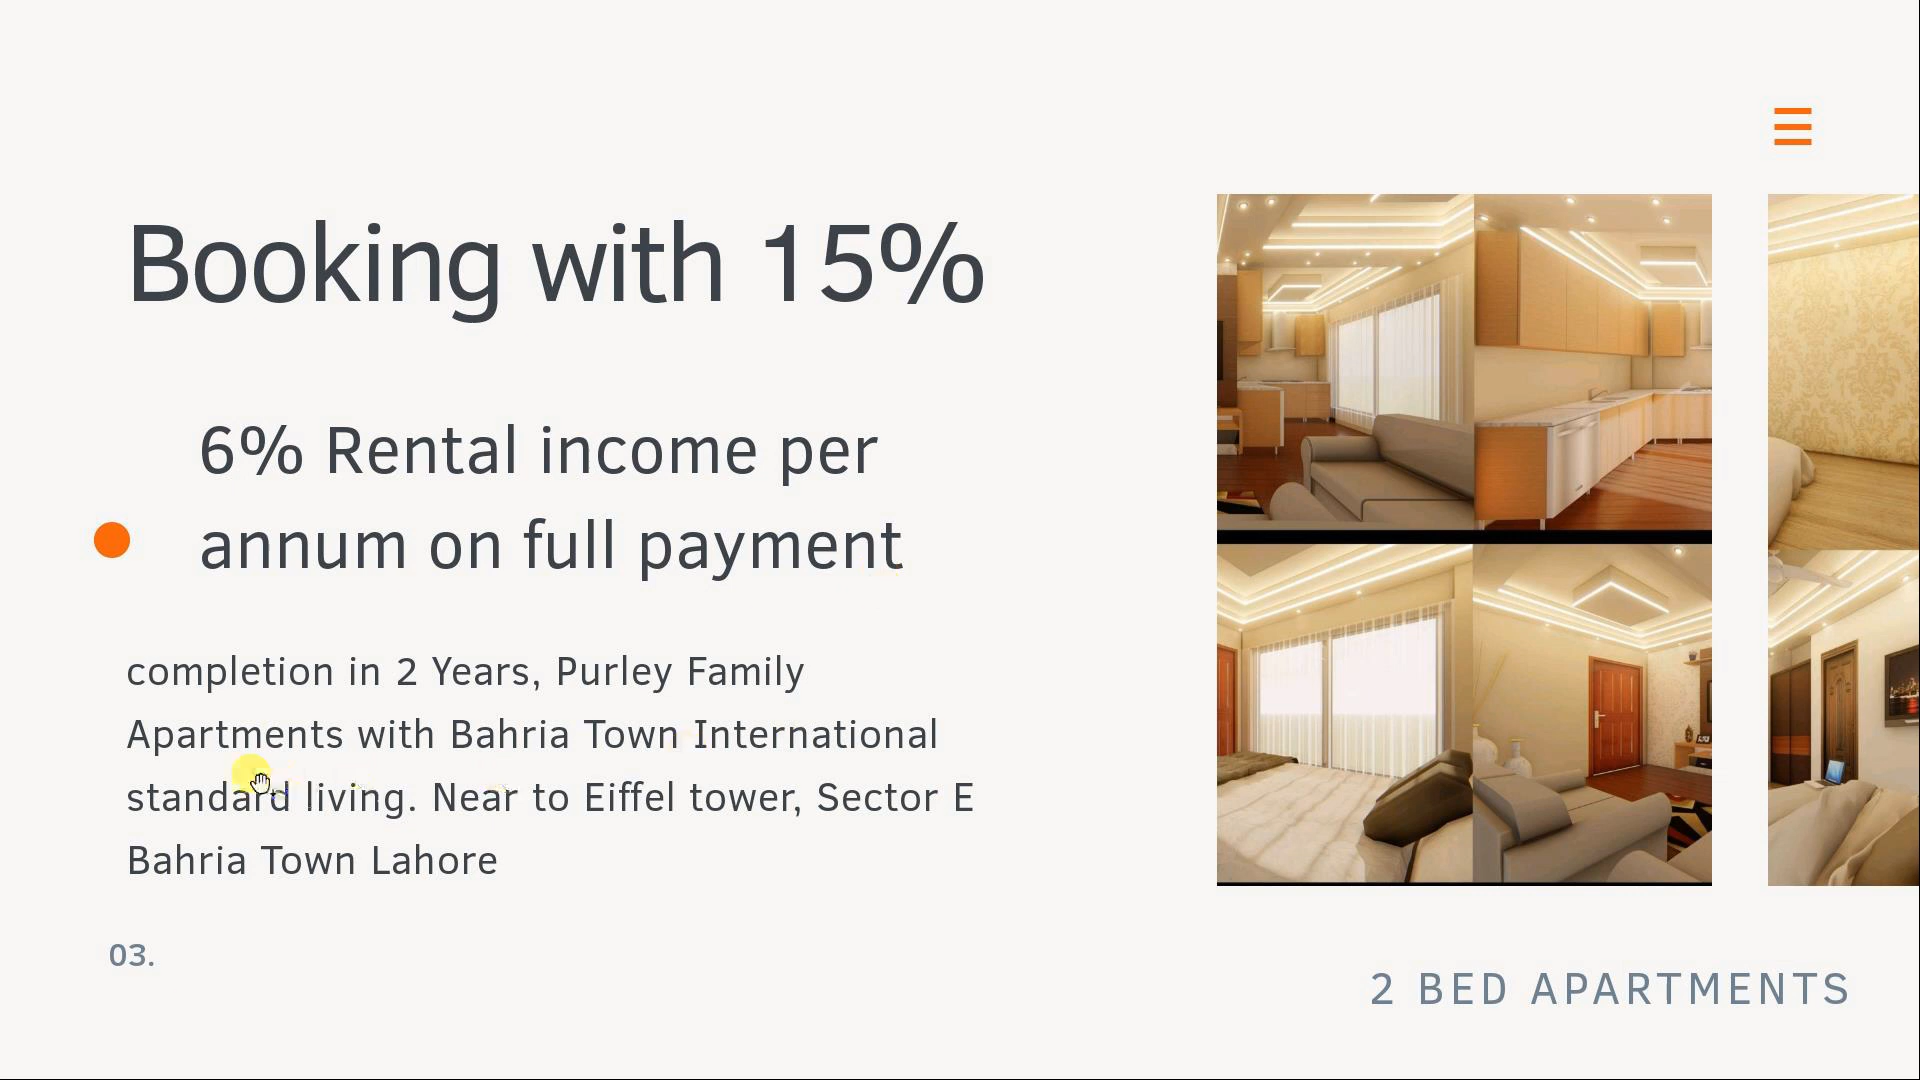 Booking with 15%
6% Rental income per
annum on full payment
completion in 2 Years, Purley Family
Apartments with Bahria Town International
standard living. Near to Eiffel tower, Sector E
Bahria Town Lahore
03.
2 BED APARTMENTS